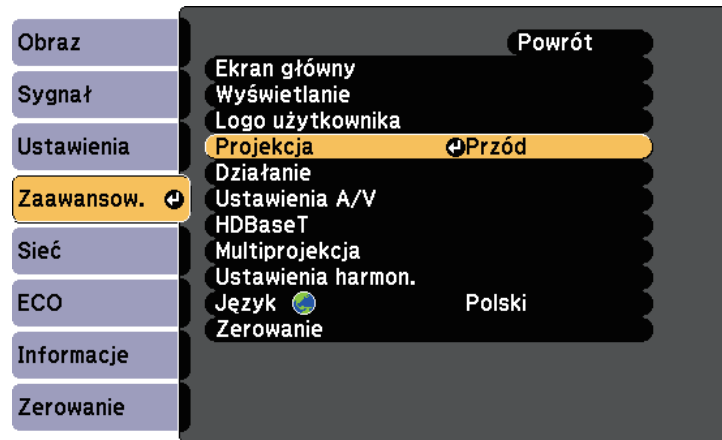 Obraz
Sygnał
Ustawienia
Zaawansow.
Sieć
ECO
Informacje
Zerowanie
Powrót
Ekran główny
Wyświetlanie
Logo użytkownika
Projekcja Przód
Działanie
Ustawienia A/V
HDBaseT
Multiprojekcja
Ustawienia harmon.
Język Polski
Zerowanie